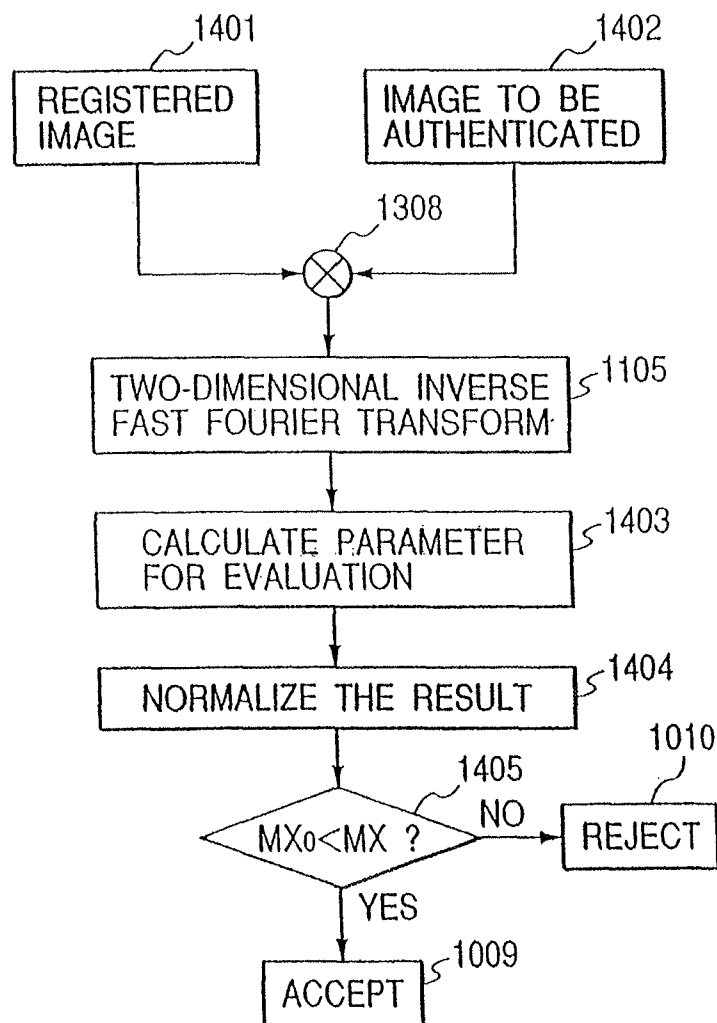 1401
1402
REGISTERED
IMAGE
IMAGE TO BE
AUTHENTICATED
1308
1105
TWO-DIMENSIONAL INVERSE
FAST FOURIER TRANSFORM
1403
CALCULATE PARAMETER
FOR EVALUATION
1404
NORMALIZE THE RESULT
1405
1010
MX0<MX ?
NO
REJECT
YES
1009
ACCEPT